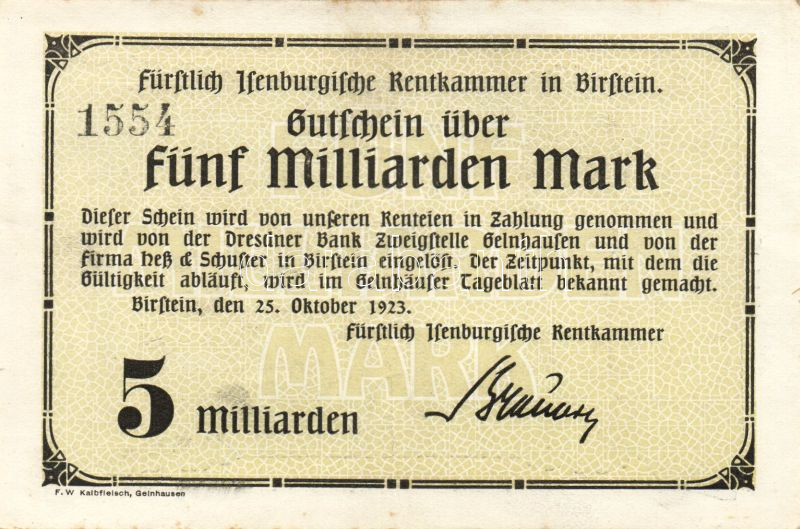 Fürstlich Isenburgische Rentkammer in Birstein.
1554
Gutschein über
Fünf Milliarden Mark
Dieser Schein wird von unseren Renteien in Zahlung genommen und
wird von der Dresdner Bank Zweigstelle Gelnhausen und von der
Firma Heß & Schuster in Birstein eingelöst. Der Zeitpunkt, mit dem die
Gültigkeit abläuft, wird im Gelnhäuser Tageblatt bekannt gemacht.
Birstein, den 25. Oktober 1923.
Fürstlich Isenburgische Rentkammer
MARK
5 Milliarden
F. W Kalbfleisch, Gelnhausen